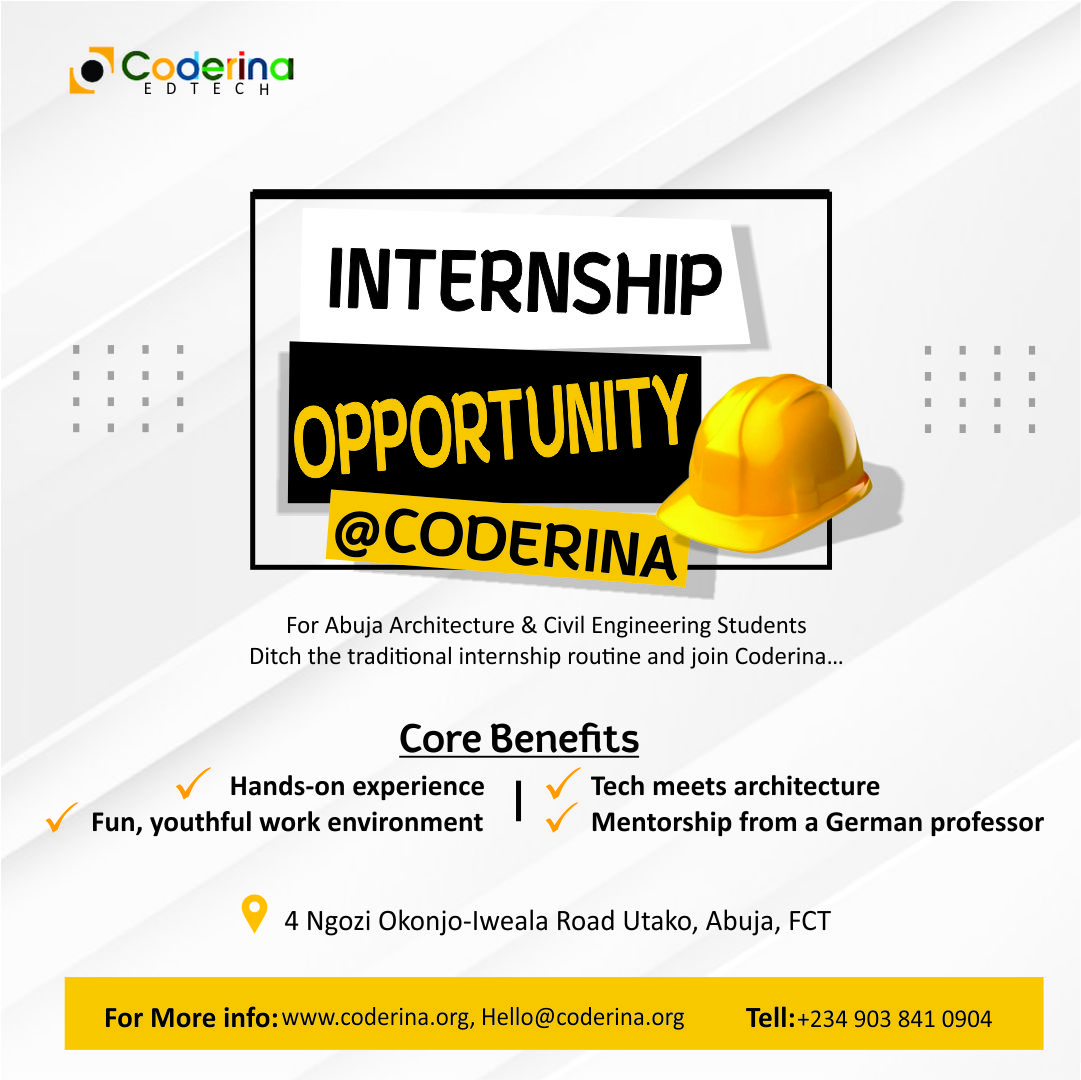 Coderina
EDTECH
INTERNSHIP
OPPORTUNITY
@CODERINA
For Abuja Architecture & Civil Engineering Students
Ditch the traditional internship routine and join Coderina...
Core Benefits
Hands-on experience
Fun, youthful work environment
Tech meets architecture
Mentorship from a German professor
4 Ngozi Okonjo-Iweala Road Utako, Abuja, FCT
For More info: www.coderina.org, Hello@coderina.org
Tell:+234 903 841 0904